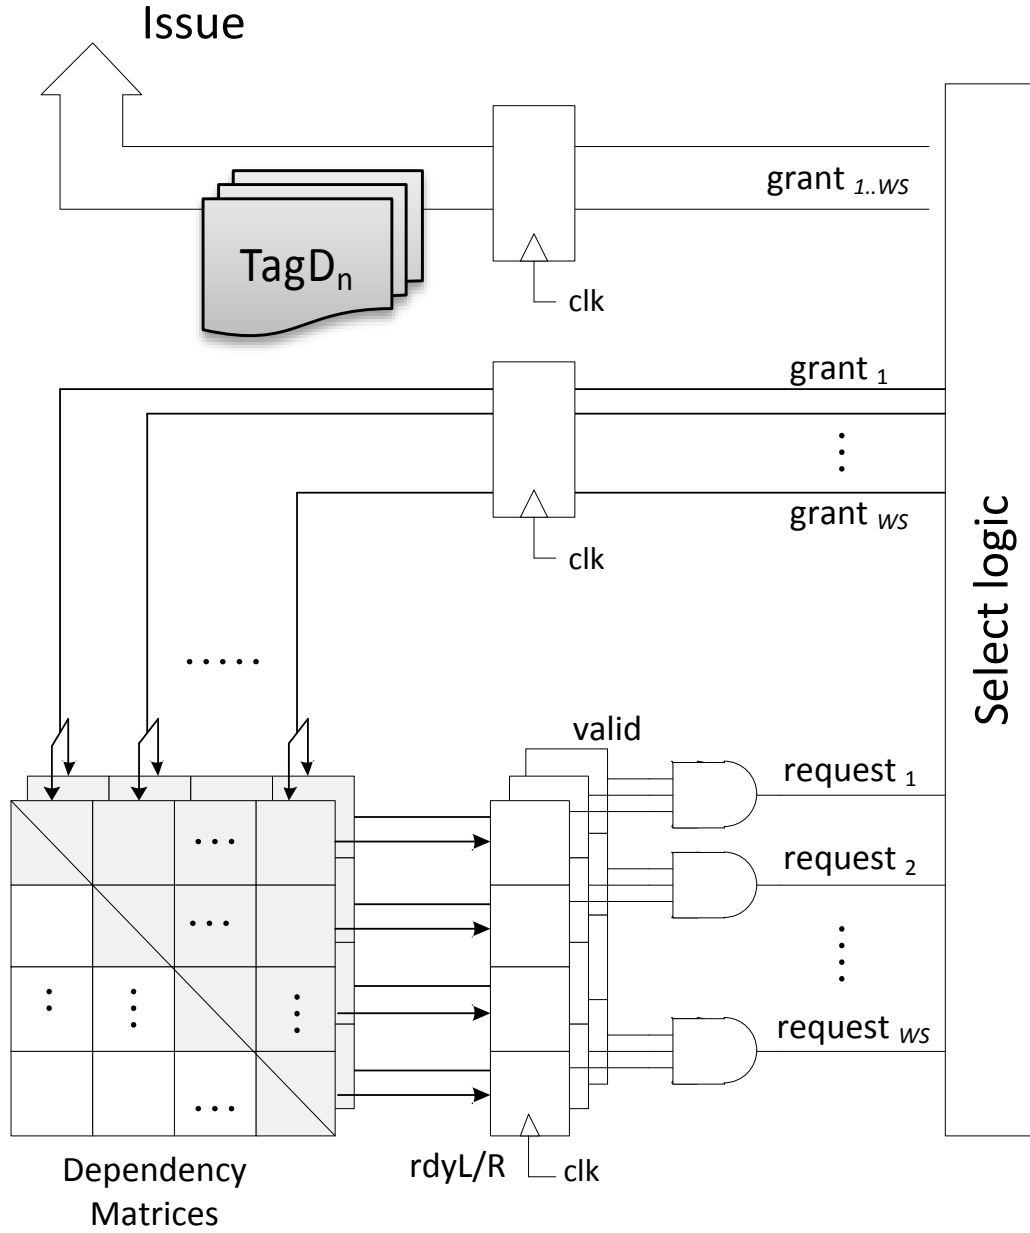 Issue
grant 1..WS
TagDn
clk
grant 1
grant WS
clk
Select logic
valid
request 1
request 2
request WS
rdyL/R
clk
Dependency
Matrices